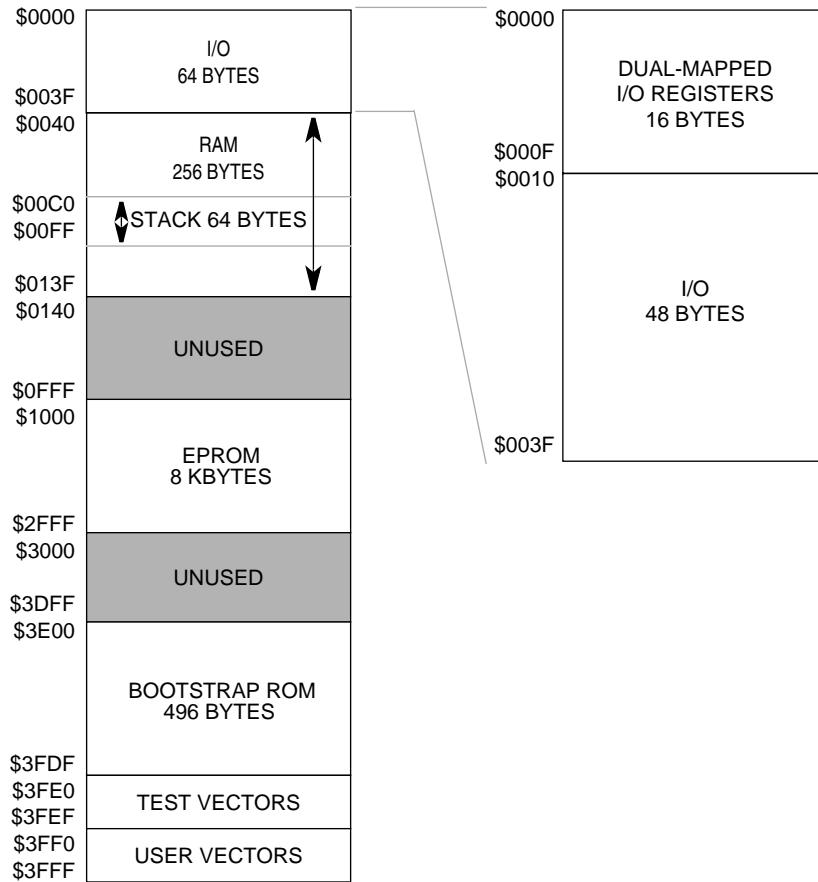 $0000
I/O
64 BYTES
$003F
$0040
RAM
256 BYTES
$00C0
$00FF
STACK 64 BYTES
$013F
$0140
UNUSED
$0FFF
$1000
EPROM
8 KBYTES
$2FFF
$3000
UNUSED
$3DFF
$3E00
BOOTSTRAP ROM
496 BYTES
$3FDF
$3FE0
TEST VECTORS
$3FEF
$3FF0
USER VECTORS
$3FFF
$0000
DUAL-MAPPED
I/O REGISTERS
16 BYTES
$000F
$0010
I/O
48 BYTES
$003F